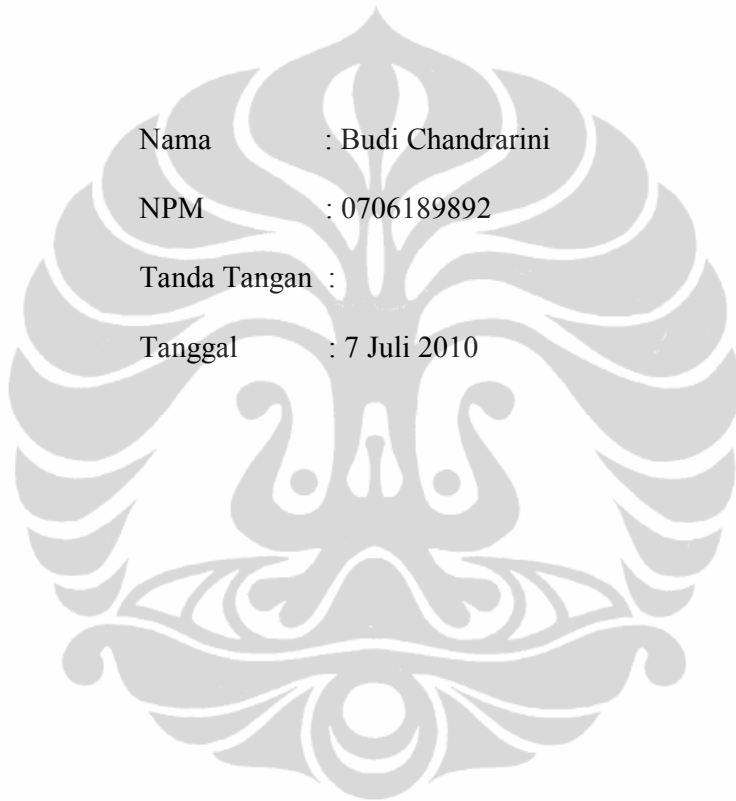 Nama : Budi Chandrarini
NPM : 0706189892
Tanda Tangan :
Tanggal : 7 Juli 2010